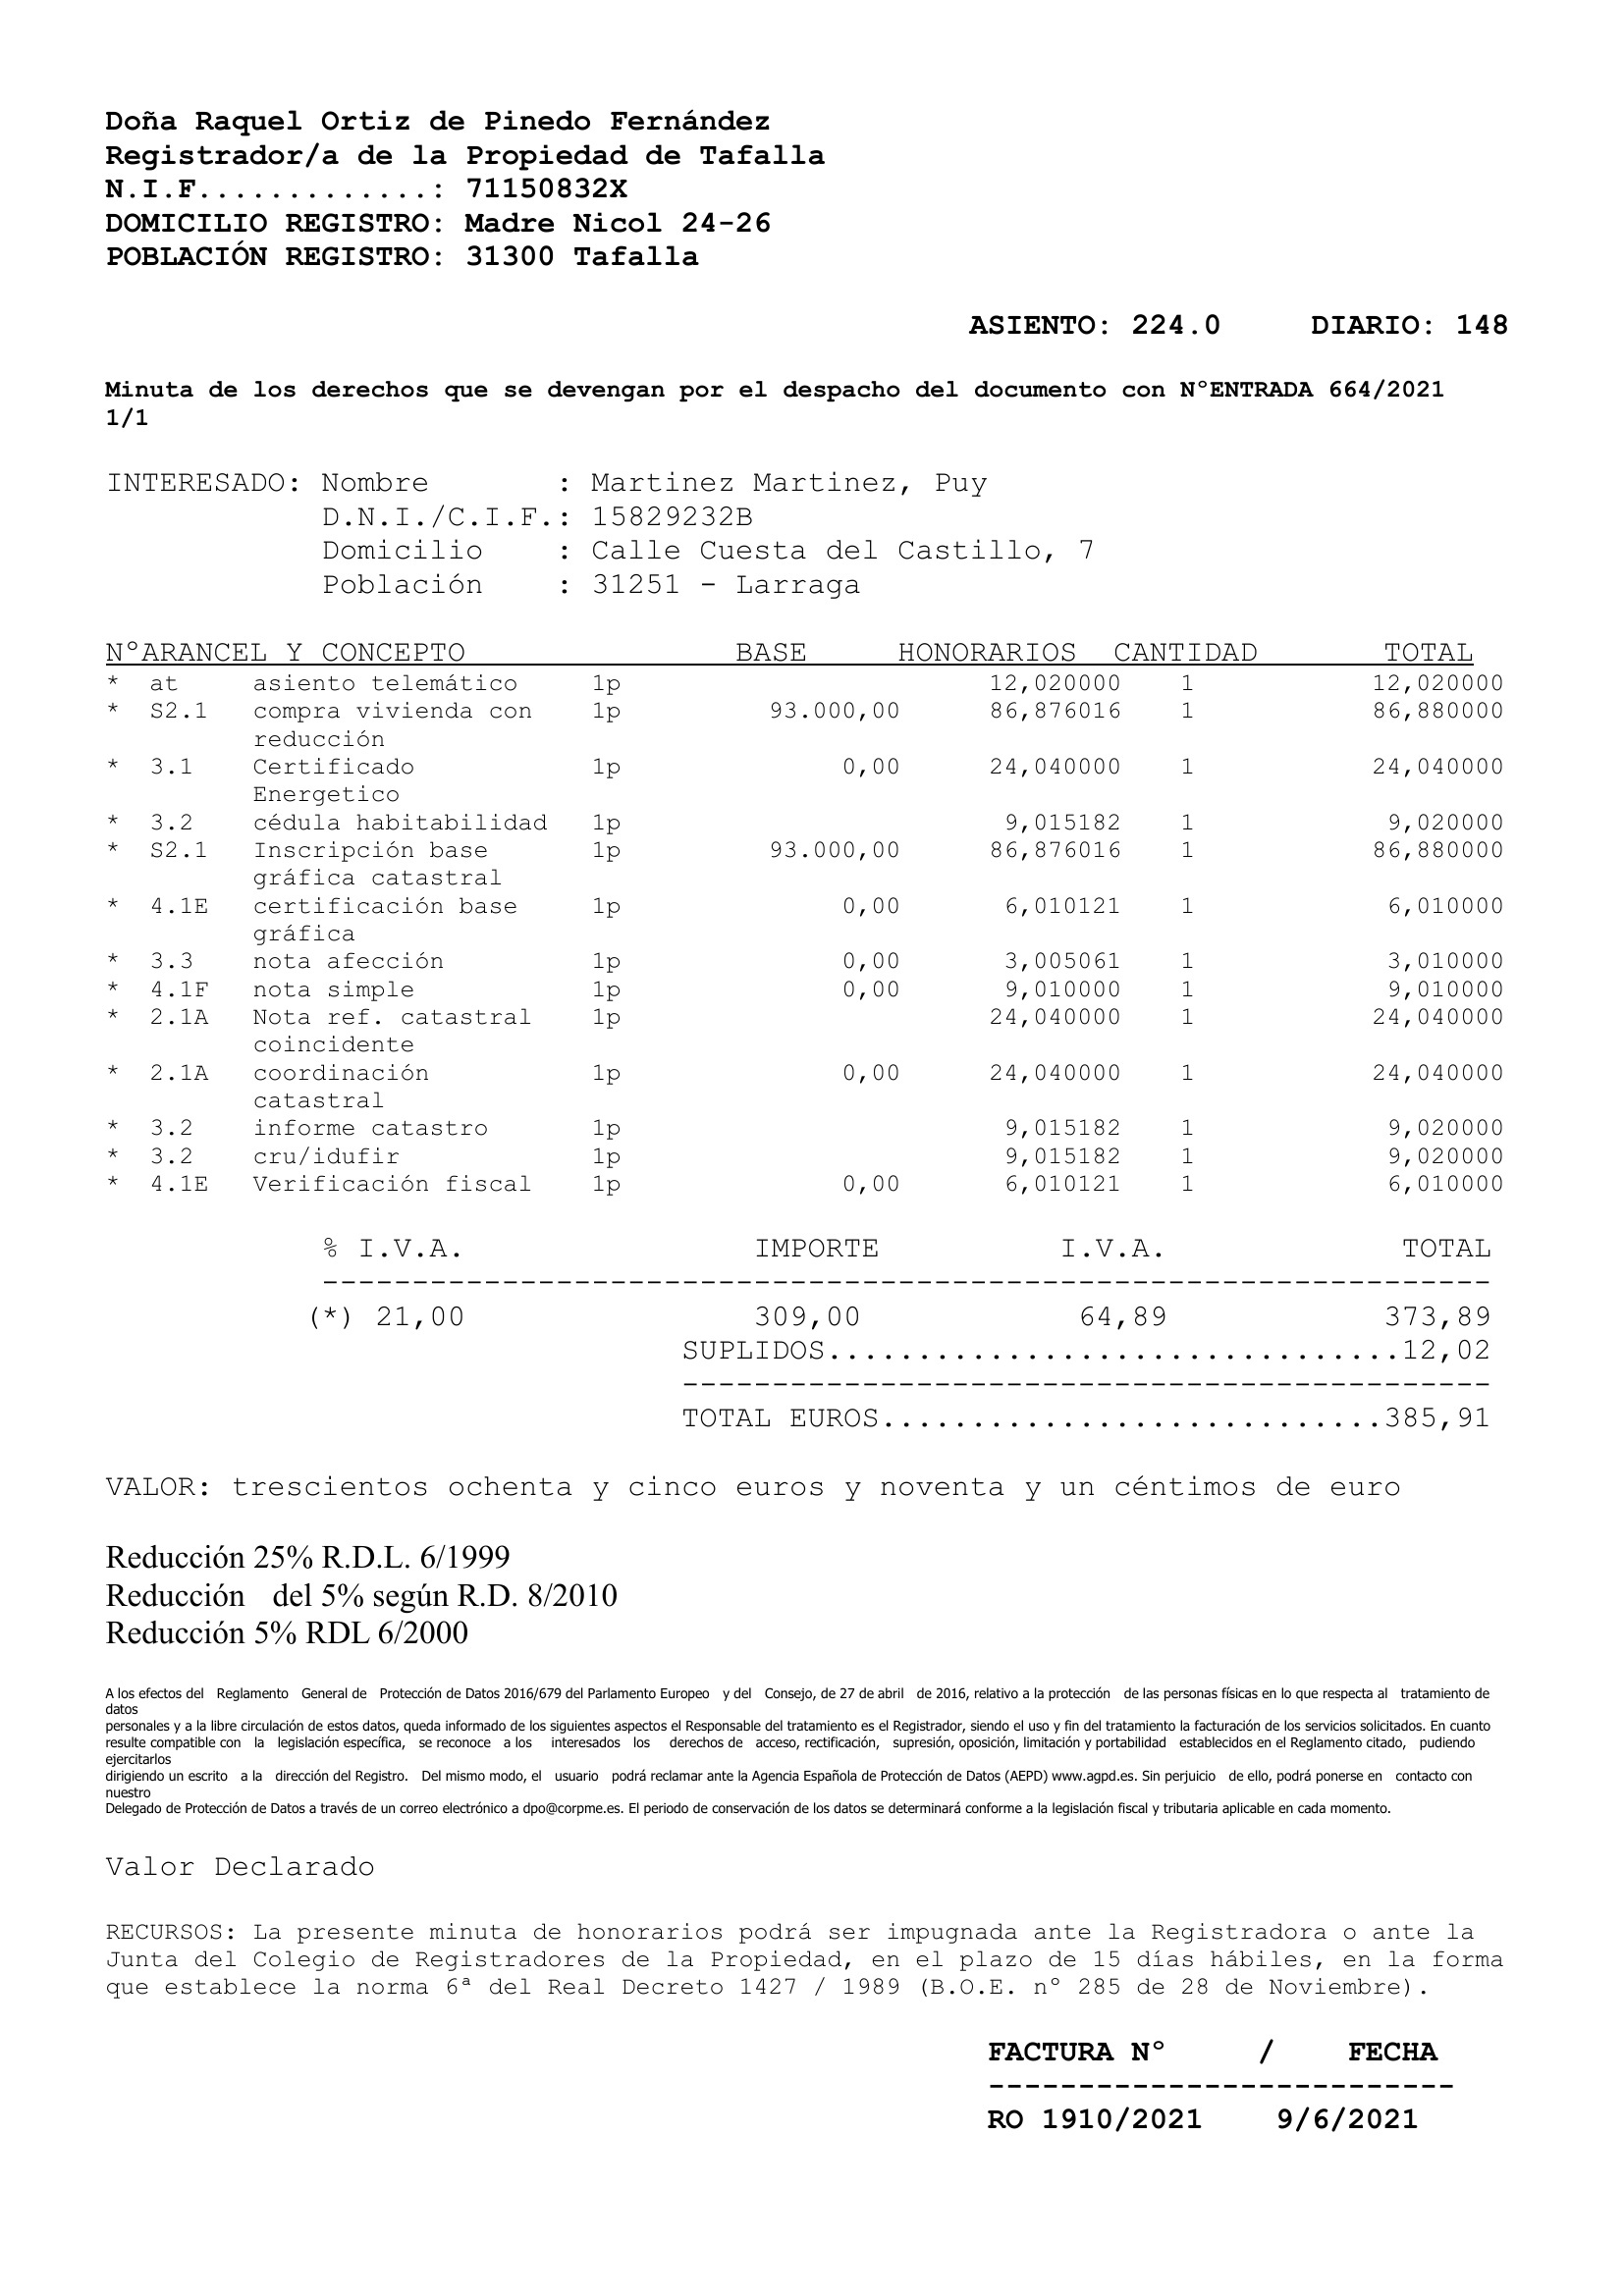 Doña Raquel Ortiz de Pinedo Fernández
Registrador/a de la Propiedad de Tafalla
N.I.F.............: 71150832X
DOMICILIO REGISTRO: Madre Nicol 24-26
POBLACIÓN REGISTRO: 31300 Tafalla
ASIENTO: 224.0 DIARIO: 148
Minuta de los derechos que se devengan por el despacho del documento con NºENTRADA 664/2021
1/1
INTERESADO: Nombre : Martinez Martinez, Puy
D.N.I./C.I.F.: 15829232B
Domicilio : Calle Cuesta del Castillo, 7
Población : 31251 - Larraga
NºARANCEL Y CONCEPTO BASE HONORARIOS CANTIDAD TOTAL
* at asiento telemático 1p 12,020000 1 12,020000
* S2.1 compra vivienda con 1p 93.000,00 86,876016 1 86,880000
reducción
* 3.1 Certificado 1p 0,00 24,040000 1 24,040000
Energetico
* 3.2 cédula habitabilidad 1p 9,015182 1 9,020000
* S2.1 Inscripción base 1p 93.000,00 86,876016 1 86,880000
gráfica catastral
* 4.1E certificación base 1p 0,00 6,010121 1 6,010000
gráfica
* 3.3 nota afección 1p 0,00 3,005061 1 3,010000
* 4.1F nota simple 1p 0,00 9,010000 1 9,010000
* 2.1A Nota ref. catastral 1p 24,040000 1 24,040000
coincidente
* 2.1A coordinación 1p 0,00 24,040000 1 24,040000
catastral
* 3.2 informe catastro 1p 9,015182 1 9,020000
* 3.2 cru/idufir 1p 9,015182 1 9,020000
* 4.1E Verificación fiscal 1p 0,00 6,010121 1 6,010000
% I.V.A. IMPORTE I.V.A. TOTAL
-----------------------------------------------------------------
(*) 21,00 309,00 64,89 373,89
SUPLIDOS................................12,02
---------------------------------------------
TOTAL EUROS............................385,91
VALOR: trescientos ochenta y cinco euros y noventa y un céntimos de euro
Reducción 25% R.D.L. 6/1999
Reducción del 5% según R.D. 8/2010
Reducción 5% RDL 6/2000
A los efectos del Reglamento General de Protección de Datos 2016/679 del Parlamento Europeo y del Consejo, de 27 de abril de 2016, relativo a la protección de las personas físicas en lo que respecta al tratamiento de
datos
personales y a la libre circulación de estos datos, queda informado de los siguientes aspectos el Responsable del tratamiento es el Registrador, siendo el uso y fin del tratamiento la facturación de los servicios solicitados. En cuanto
resulte compatible con la legislación específica, se reconoce a los interesados los derechos de acceso, rectificación, supresión, oposición, limitación y portabilidad establecidos en el Reglamento citado, pudiendo
ejercitarlos
dirigiendo un escrito a la dirección del Registro. Del mismo modo, el usuario podrá reclamar ante la Agencia Española de Protección de Datos (AEPD) www.agpd.es. Sin perjuicio de ello, podrá ponerse en contacto con
nuestro
Delegado de Protección de Datos a través de un correo electrónico a dpo@corpme.es. El periodo de conservación de los datos se determinará conforme a la legislación fiscal y tributaria aplicable en cada momento.
Valor Declarado
RECURSOS: La presente minuta de honorarios podrá ser impugnada ante la Registradora o ante la
Junta del Colegio de Registradores de la Propiedad, en el plazo de 15 días hábiles, en la forma
que establece la norma 6ª del Real Decreto 1427 / 1989 (B.O.E. nº 285 de 28 de Noviembre).
FACTURA Nº / FECHA
--------------------------
RO 1910/2021 9/6/2021